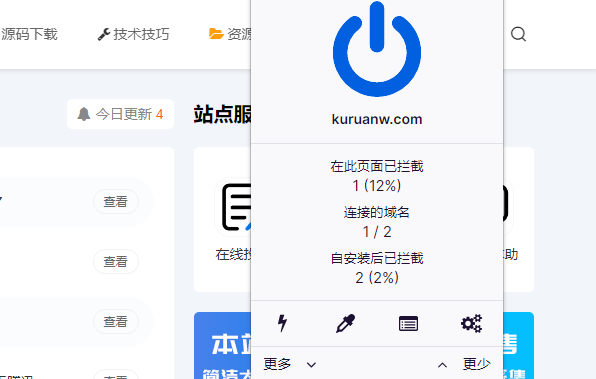 源码下载 技术技巧 资源
今日更新 4
站点服
kuruanw.com
在此页面已拦截
1 (12%)
连接的域名
1 / 2
自安装后已拦截
2 (2%)
查看
查看
查看
查看
在线投
助
本站
售
更多 更少